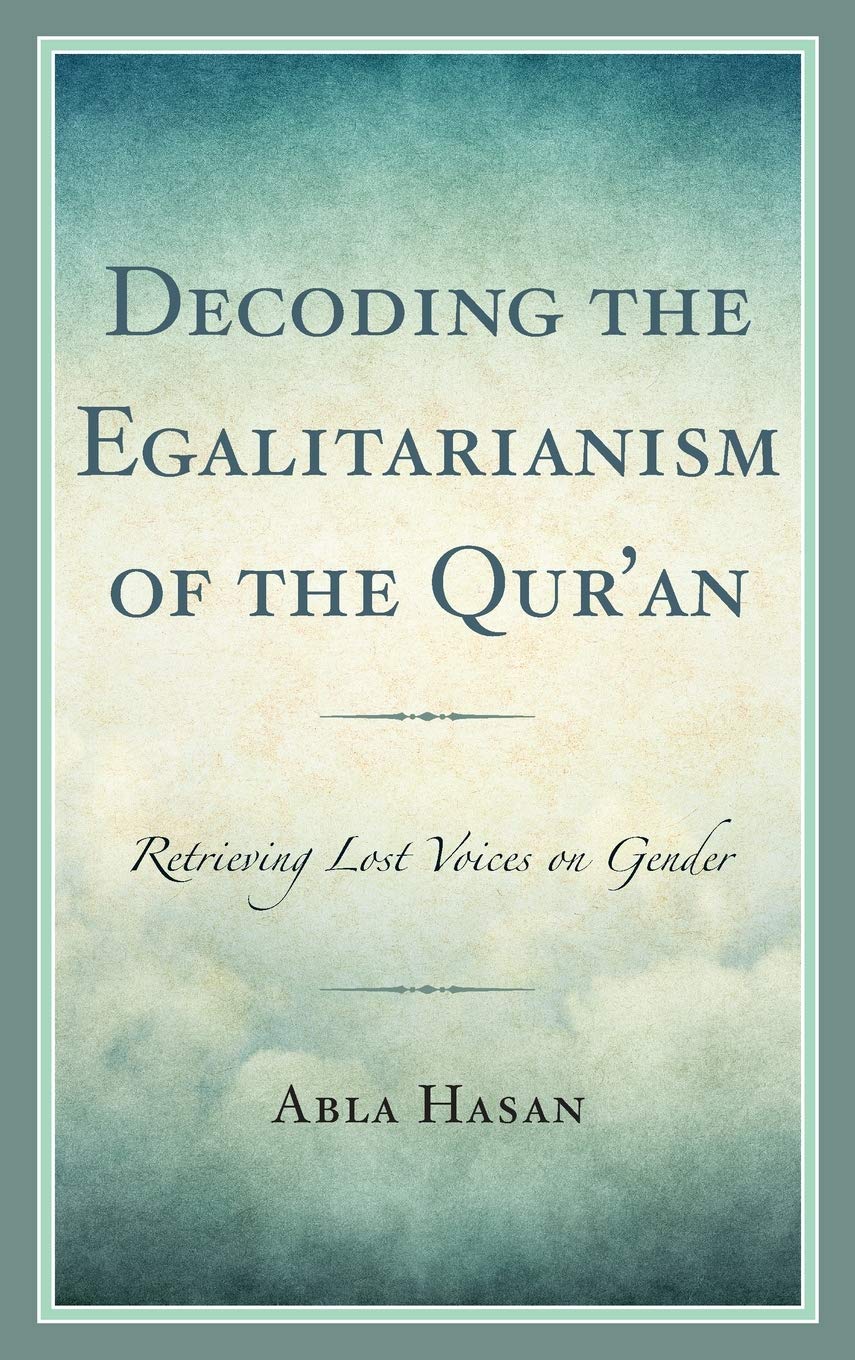 Decoding the
Egalitarianism
of the Qur’an
Retrieving Lost Voices on Gender
Abla Hasan